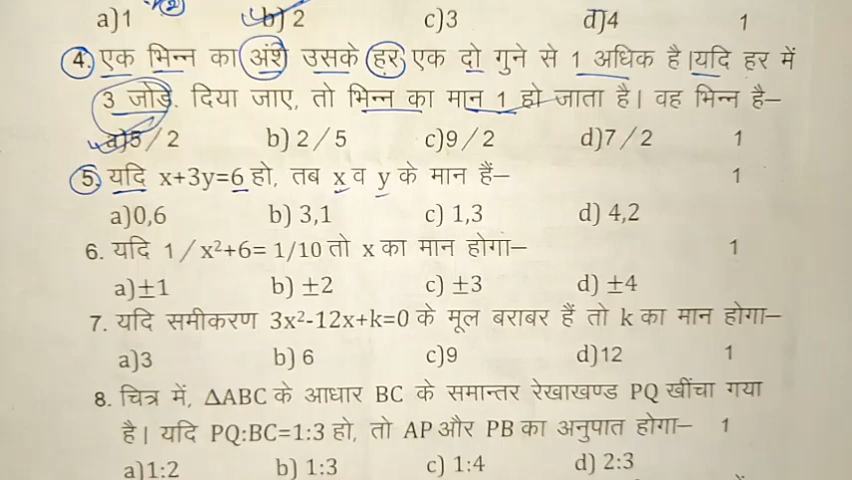 a)1 b) 2 c)3 d)4 1
4. एक भिन्न का अंश उसके हर एक दो गुने से 1 अधिक है।यदि हर में
3 जोड़ दिया जाए, तो भिन्न का मान 1 हो जाता है। वह भिन्न है–
a)5/2 b) 2/5 c)9/2 d)7/2 1
5. यदि x+3y=6 हो, तब x व y के मान हैं– 1
a)0,6 b) 3,1 c) 1,3 d) 4,2
6. यदि 1/x²+6= 1/10 तो x का मान होगा– 1
a)±1 b) ±2 c) ±3 d) ±4
7. यदि समीकरण 3x²-12x+k=0 के मूल बराबर हैं तो k का मान होगा–
a)3 b) 6 c)9 d)12 1
8. चित्र में, ΔABC के आधार BC के समान्तर रेखाखण्ड PQ खींचा गया
है। यदि PQ:BC=1:3 हो, तो AP और PB का अनुपात होगा– 1
a)1:2 b) 1:3 c) 1:4 d) 2:3